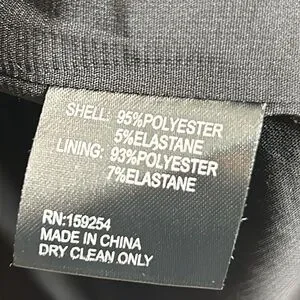 SHELL: 95%POLYESTER
5%ELASTANE
LINING: 93%POLYESTER
7%ELASTANE
RN:159254
MADE IN CHINA
DRY CLEAN ONLY